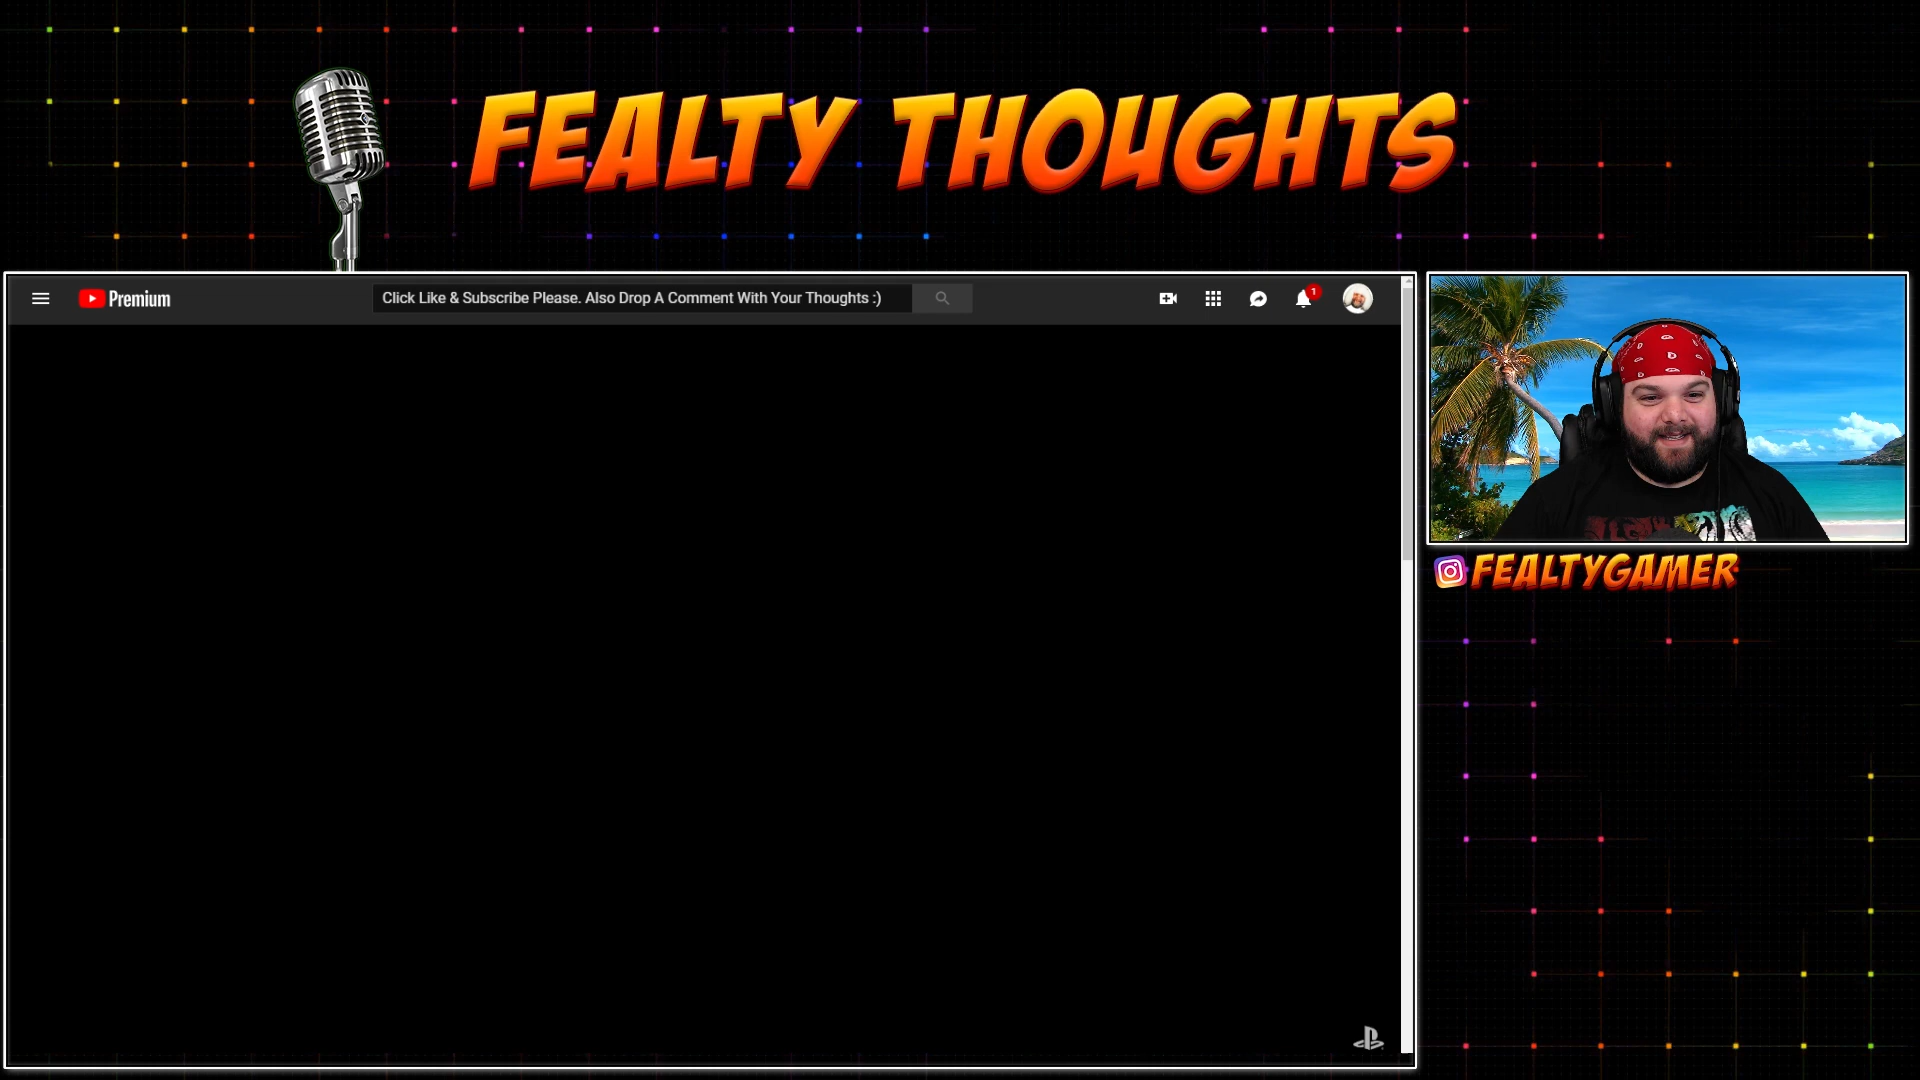 FEALTY THOUGHTS
Premium
Click Like & Subscribe Please. Also Drop A Comment With Your Thoughts :)
1
FEALTYGAMER